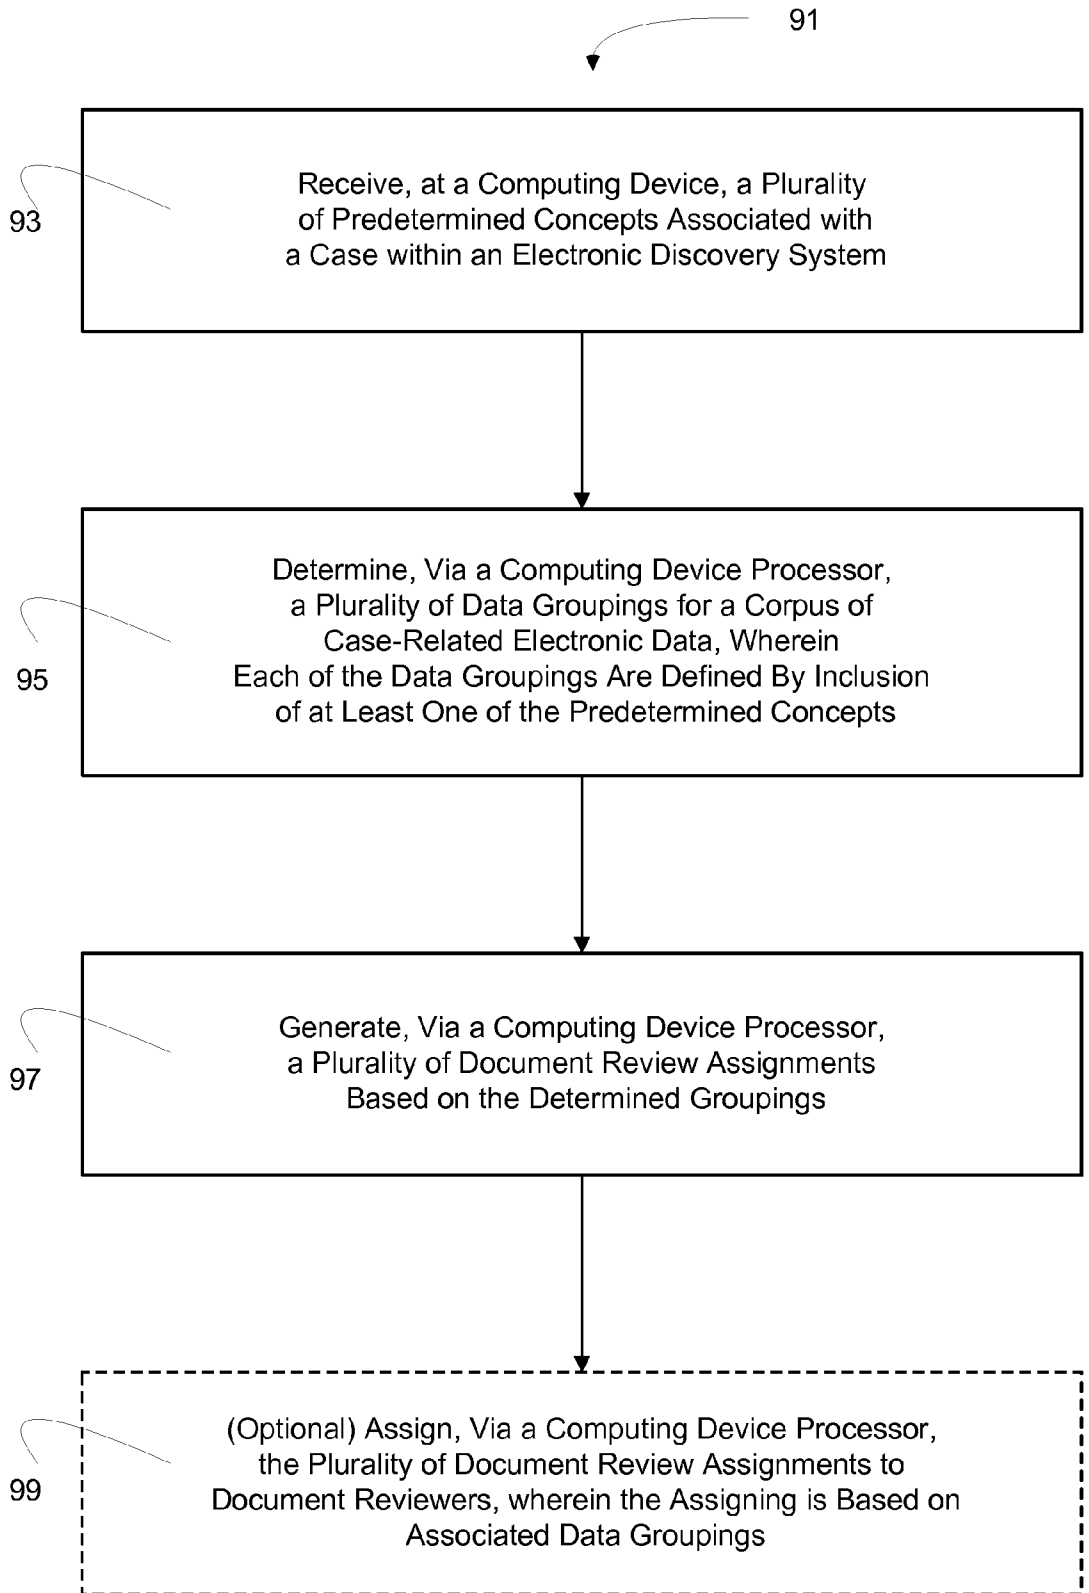 91
Receive, at a Computing Device, a Plurality
of Predetermined Concepts Associated with
a Case within an Electronic Discovery System
93
Determine, Via a Computing Device Processor,
a Plurality of Data Groupings for a Corpus of
Case-Related Electronic Data, Wherein
Each of the Data Groupings Are Defined By Inclusion
of at Least One of the Predetermined Concepts
95
Generate, Via a Computing Device Processor,
a Plurality of Document Review Assignments
Based on the Determined Groupings
97
(Optional) Assign, Via a Computing Device Processor,
the Plurality of Document Review Assignments to
Document Reviewers, wherein the Assigning is Based on
Associated Data Groupings
99